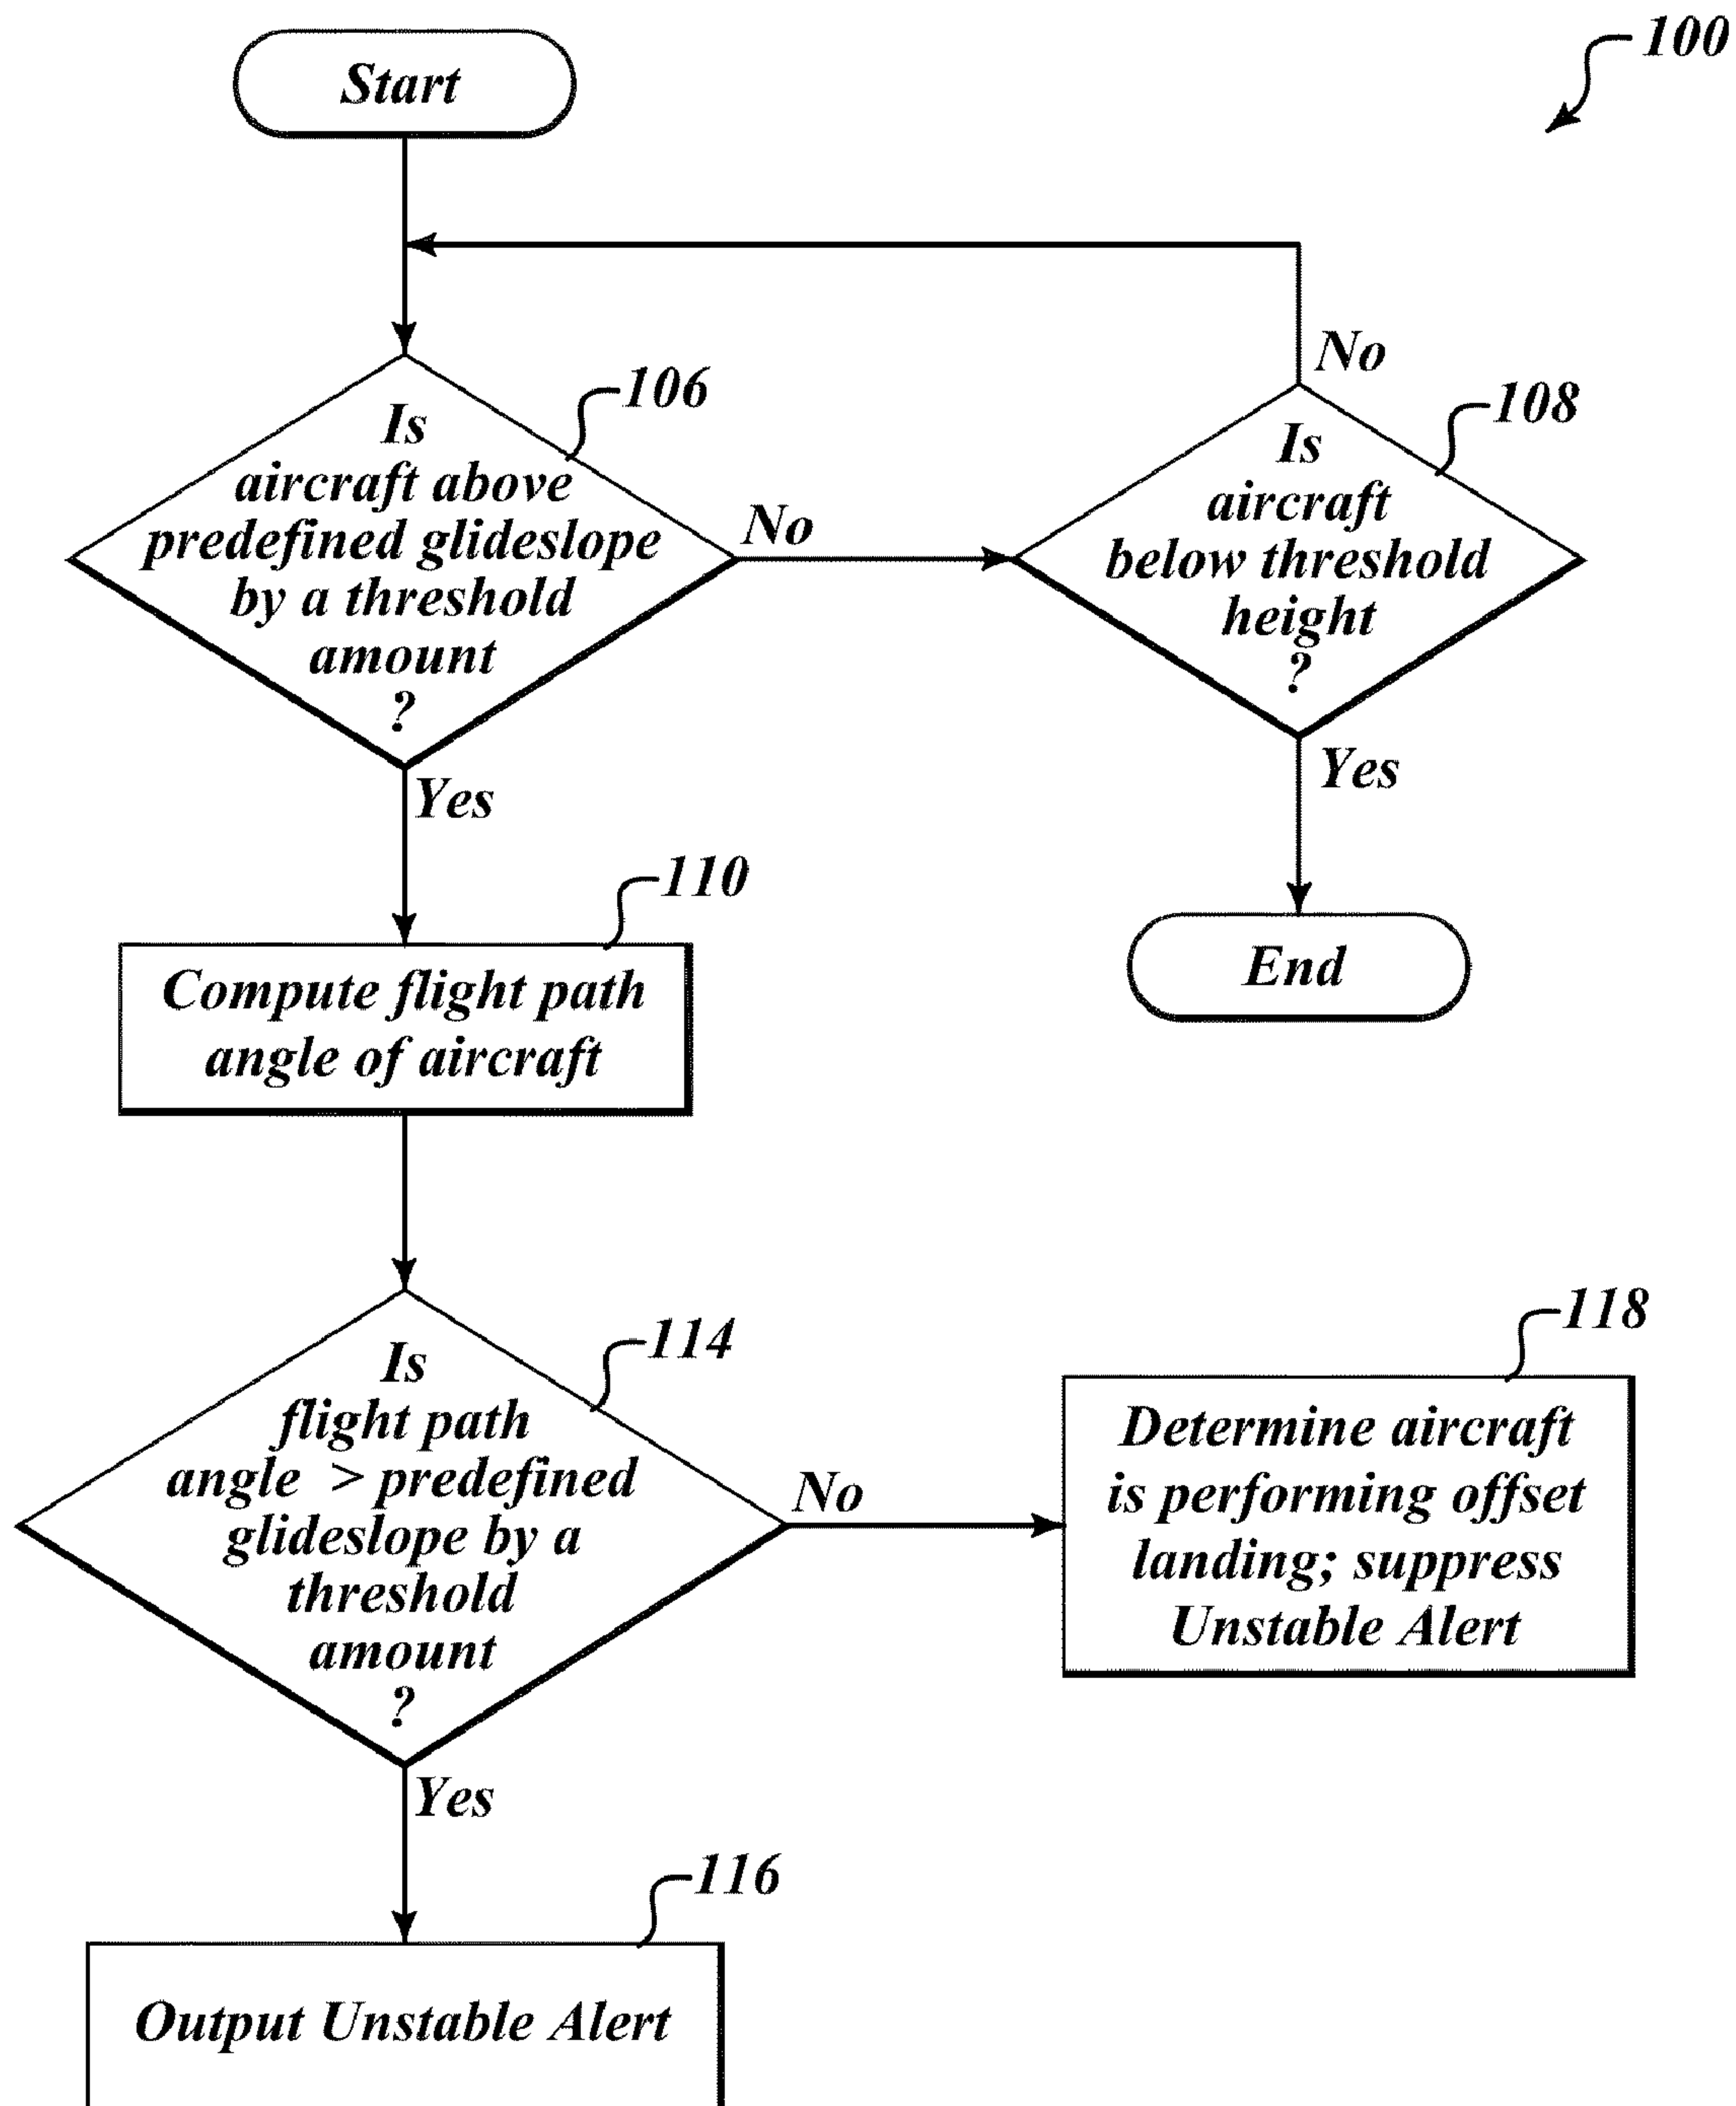 100
Start
106
Is
aircraft above
predefined glideslope
by a threshold
amount
?
No
Yes
108
Is
aircraft
below threshold
height
?
No
Yes
End
110
Compute flight path
angle of aircraft
114
Is
flight path
angle > predefined
glideslope by a
threshold
amount
?
No
Yes
118
Determine aircraft
is performing offset
landing; suppress
Unstable Alert
116
Output Unstable Alert